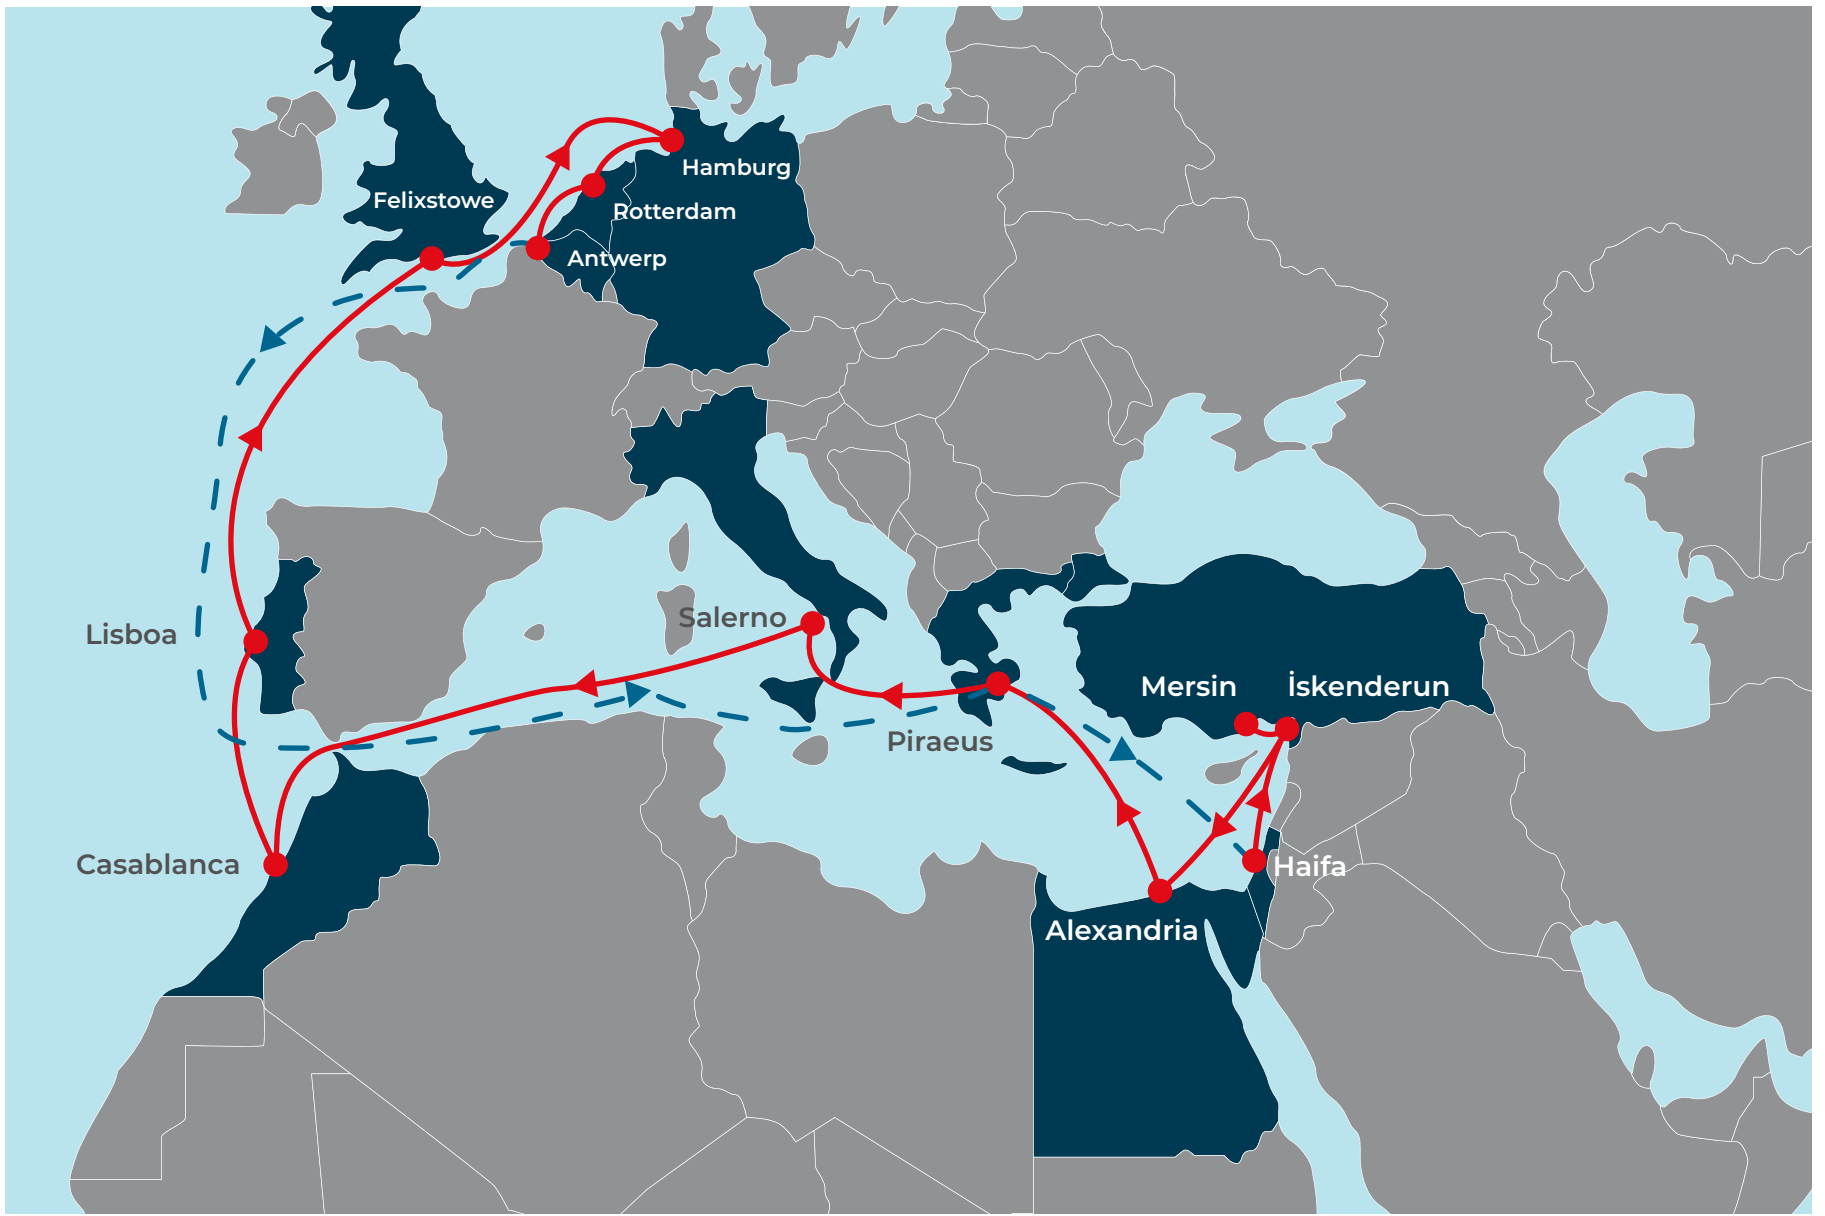 Hamburg
Felixstowe
Rotterdam
Antwerp
Salerno
Lisboa
Mersin
İskenderun
Piraeus
Casablanca
Haifa
Alexandria